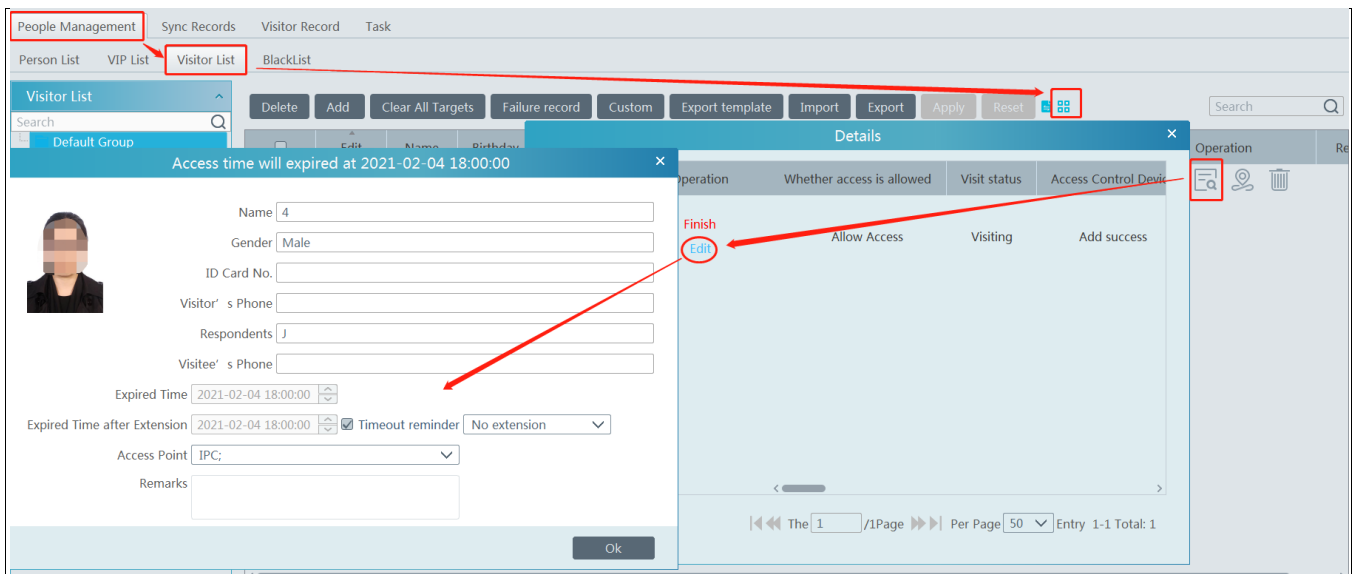 People Management Sync Records Visitor Record Task
Person List VIP List Visitor List BlackList
Visitor List
Search
Default Group
Delete Add Clear All Targets Failure record Custom Export template Import Export Apply Reset
Search
Edit Name Birthday
Operation Re
Details
Operation Whether access is allowed Visit status Access Control Devic
Finish
Edit
Allow Access Visiting Add success
The 1 /1Page Per Page 50 Entry 1-1 Total: 1
Access time will expired at 2021-02-04 18:00:00
Name 4
Gender Male
ID Card No.
Visitor' s Phone
Respondents J
Visitee' s Phone
Expired Time 2021-02-04 18:00:00
Expired Time after Extension 2021-02-04 18:00:00 Timeout reminder No extension
Access Point IPC;
Remarks
Ok